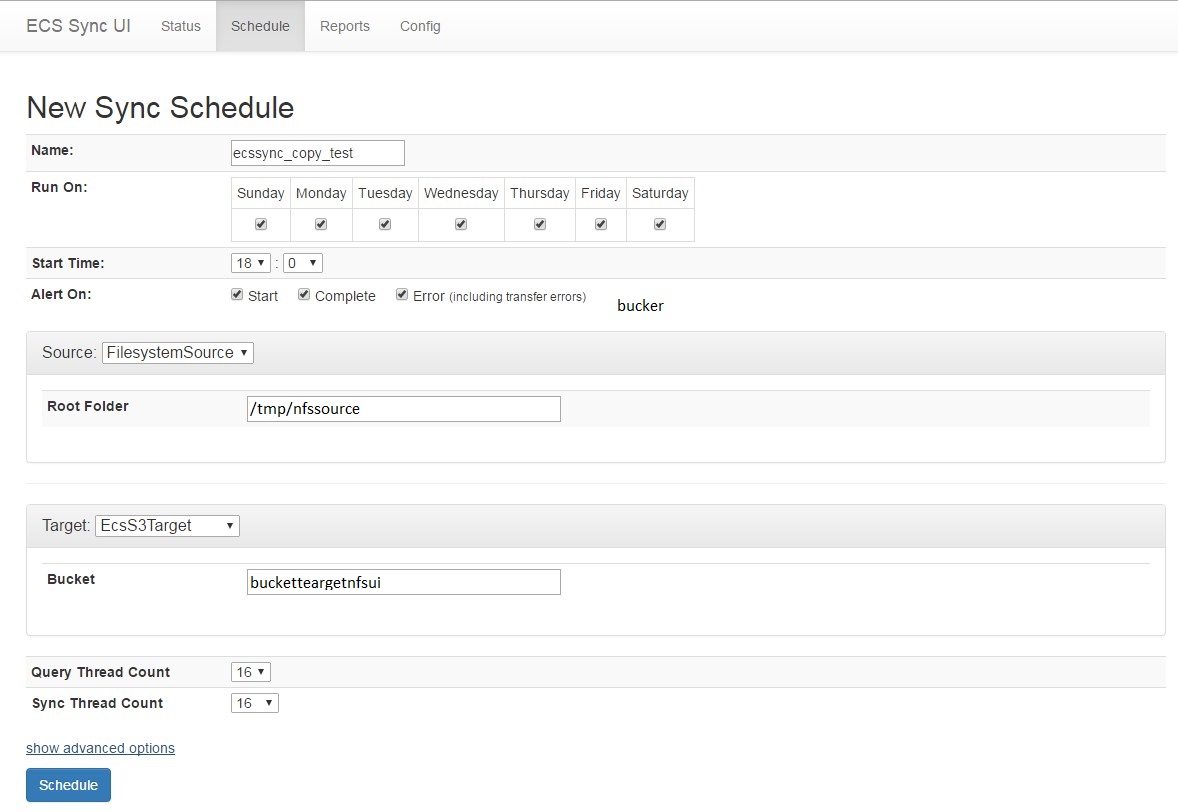 ECS Sync UI Status Schedule Reports Config
New Sync Schedule
Name: ecssync_copy_test
Run On: Sunday Monday Tuesday Wednesday Thursday Friday Saturday
Start Time: 18 : 0
Alert On: Start Complete Error (including transfer errors)
bucker
Source: FilesystemSource
Root Folder /tmp/nfssource
Target: EcsS3Target
Bucket bucketteargetnfsui
Query Thread Count 16
Sync Thread Count 16
show advanced options
Schedule